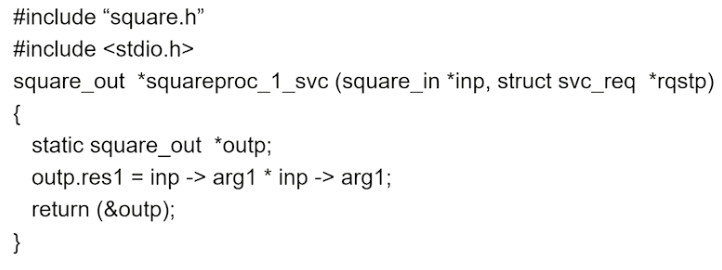 #include “square.h”
#include <stdio.h>
square_out  *squareproc_1_svc (square_in *inp, struct svc_req  *rqstp)
{
   static square_out  *outp;
   outp.res1 = inp -> arg1 * inp -> arg1;
   return (&outp);
}